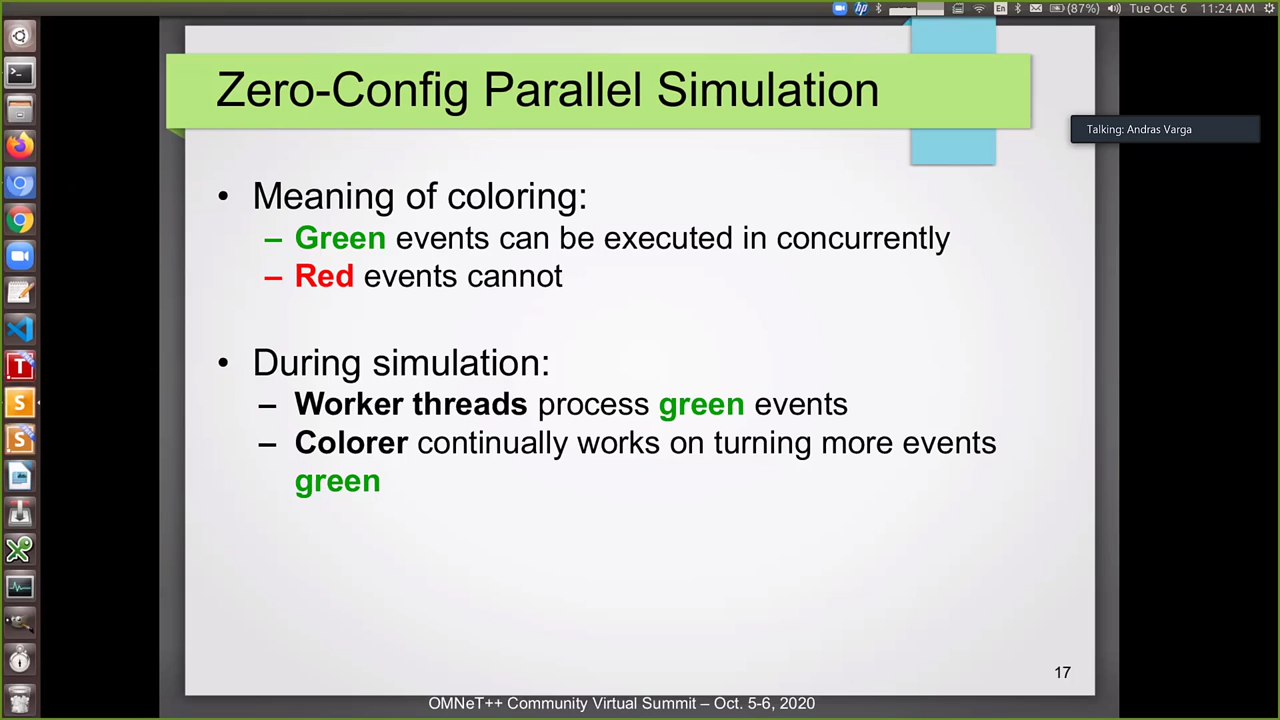 hp En (87%) Tue Oct 6 11:24 AM
Zero-Config Parallel Simulation
Talking: Andras Varga
• Meaning of coloring:
– Green events can be executed in concurrently
– Red events cannot
• During simulation:
– Worker threads process green events
– Colorer continually works on turning more events
green
17
OMNeT++ Community Virtual Summit – Oct. 5-6, 2020